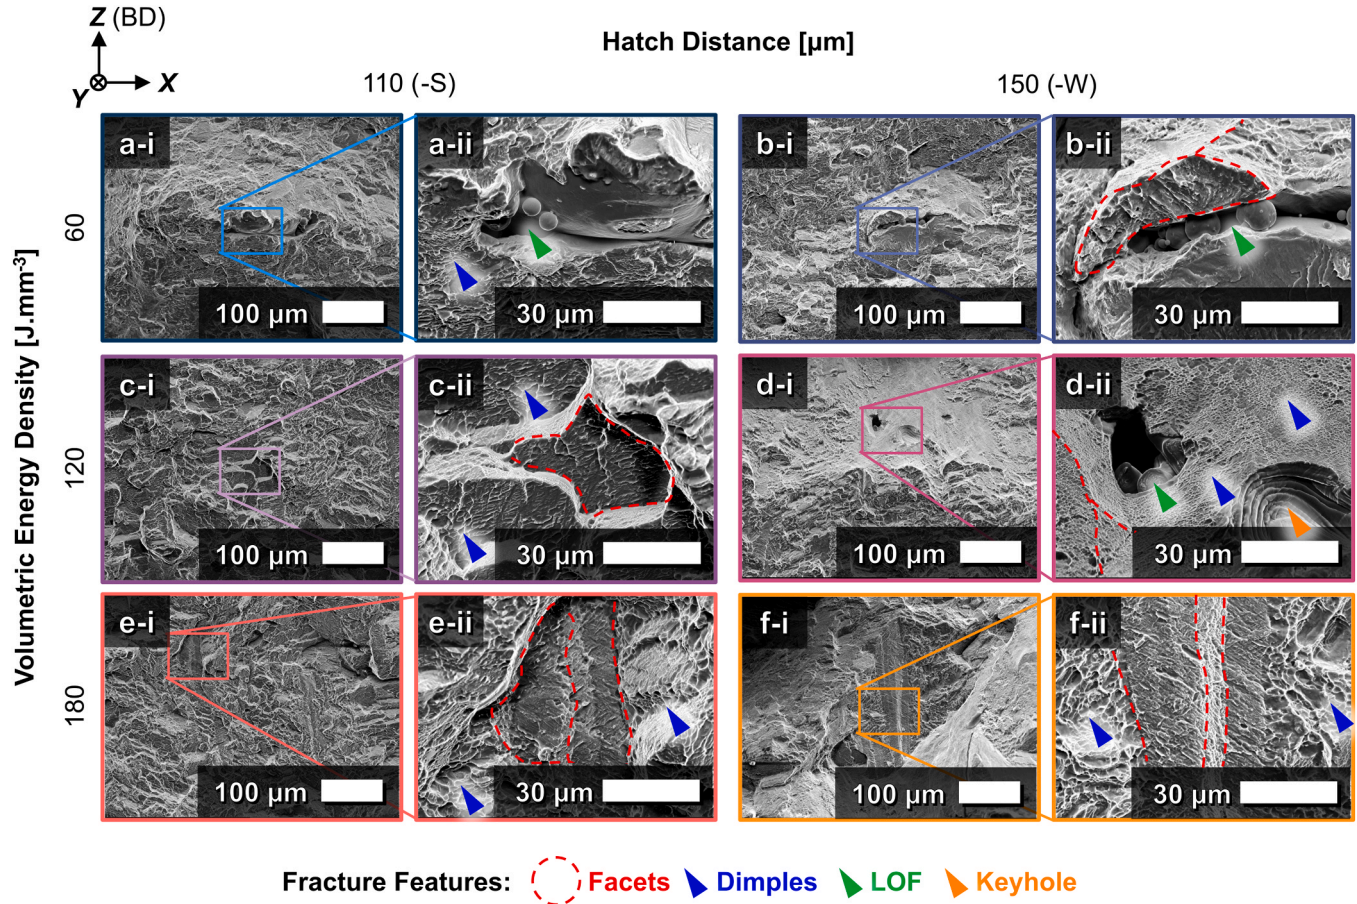 Z (BD)
Y
X
Hatch Distance [µm]
110 (-S)
150 (-W)
Volumetric Energy Density [J.mm⁻³]
60
a-i
100 µm
a-ii
30 µm
b-i
100 µm
b-ii
30 µm
120
c-i
100 µm
c-ii
30 µm
d-i
100 µm
d-ii
30 µm
180
e-i
100 µm
e-ii
30 µm
f-i
100 µm
f-ii
30 µm
Fracture Features: Facets Dimples LOF Keyhole